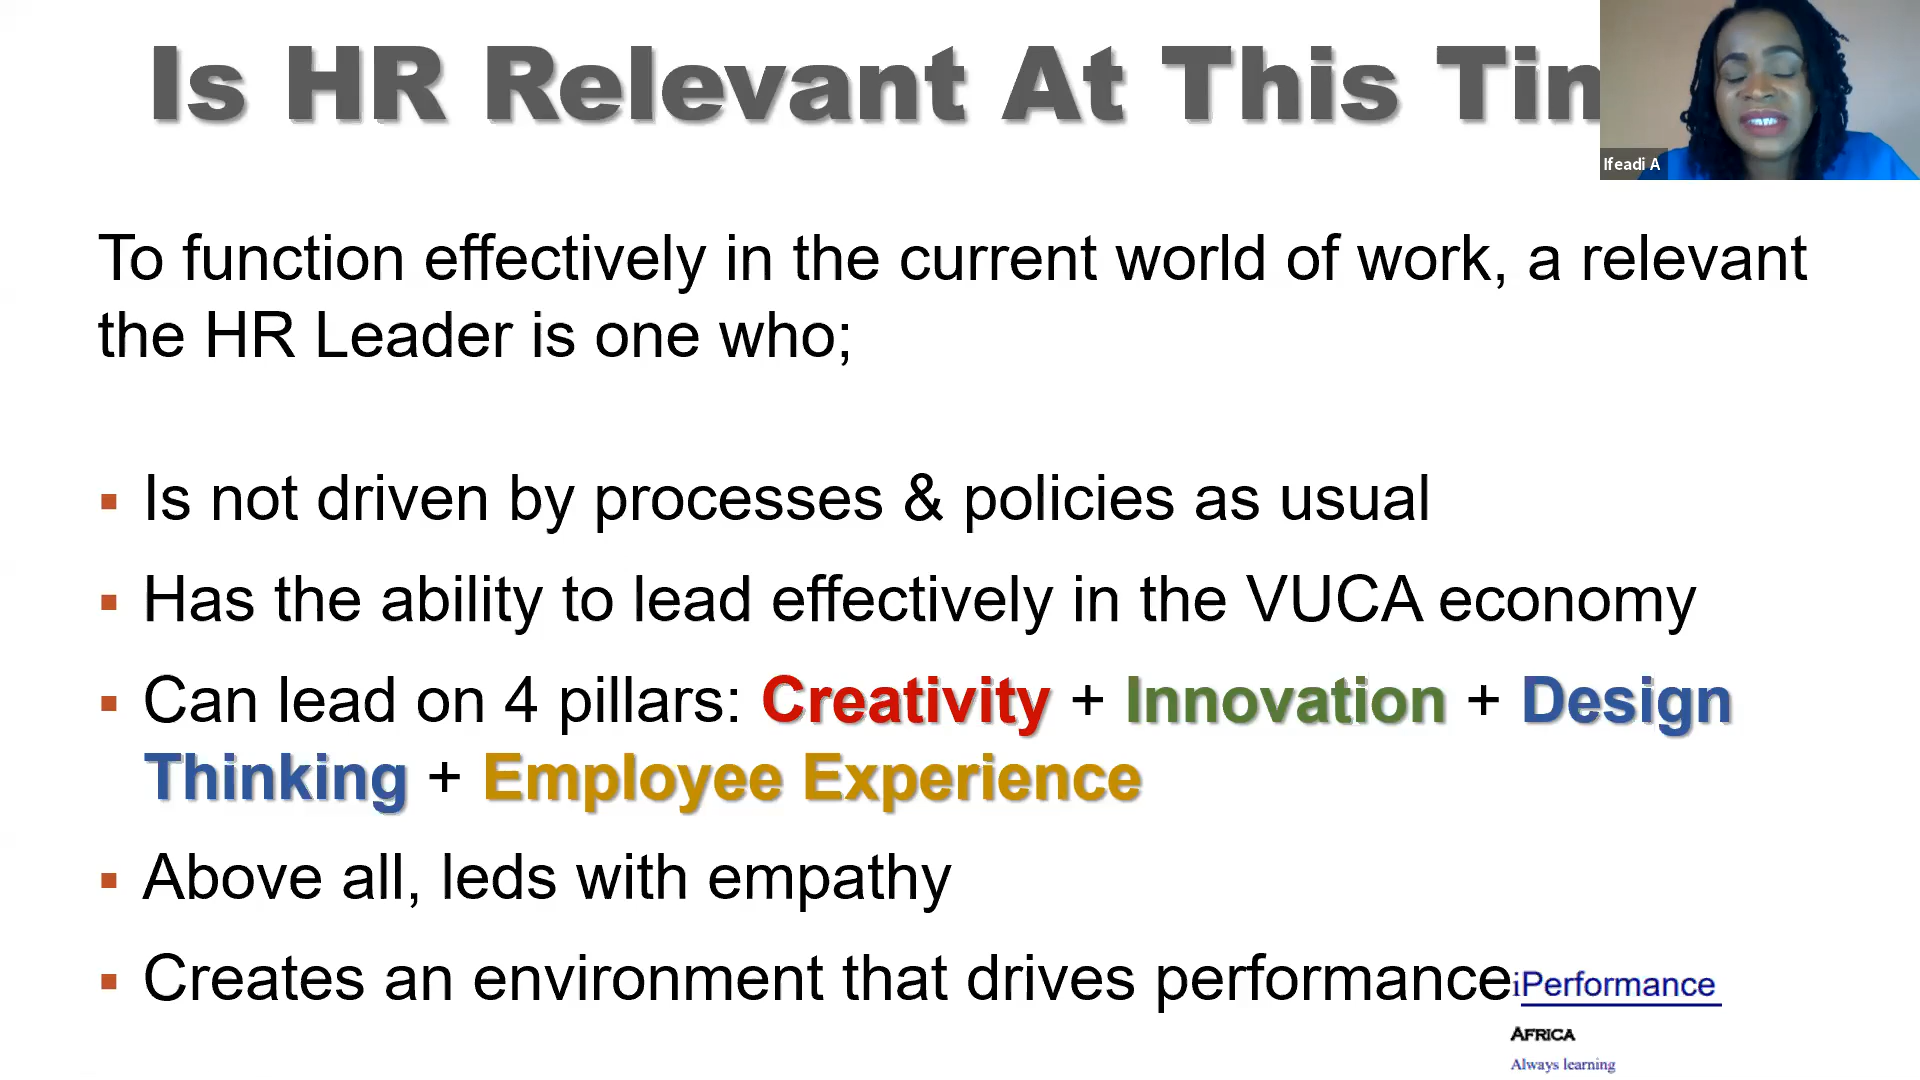 Is HR Relevant At This Tim
Ifeadi A
To function effectively in the current world of work, a relevant
the HR Leader is one who;
▪ Is not driven by processes & policies as usual
▪ Has the ability to lead effectively in the VUCA economy
▪ Can lead on 4 pillars: Creativity + Innovation + Design
Thinking + Employee Experience
▪ Above all, leds with empathy
▪ Creates an environment that drives performance
iPerformance
AFRICA
Always learning